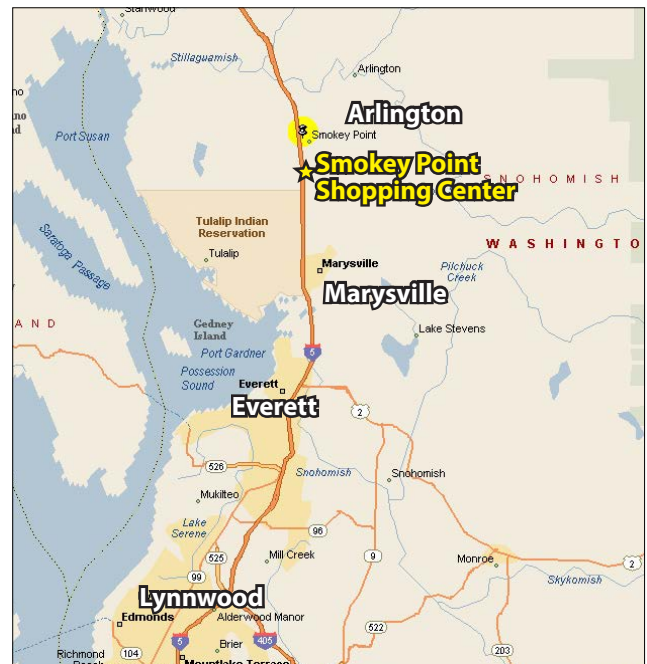 Stanwood
Stillaguamish
Arlington
Arlington
Port Susan
Smokey Point
Smokey Point
Shopping Center
SNOHOMISH
Tulalip Indian
Reservation
Tulalip
Saratoga Passage
WASHINGTO
Marysville
Pilchuck
Creek
Marysville
AND
Gedney
Island
Lake Stevens
Port Gardner
5
Possession
Sound
Everett
Everett
2
526
Snohomish
Snohomish
Mukilteo
Lake
Serene
96
525
Mill Creek
9
Monroe
2
99
Skykomish
Lynnwood
Edmonds
Alderwood Manor
522
5
405
Brier
203
Richmond
104
Mountlake Terrace